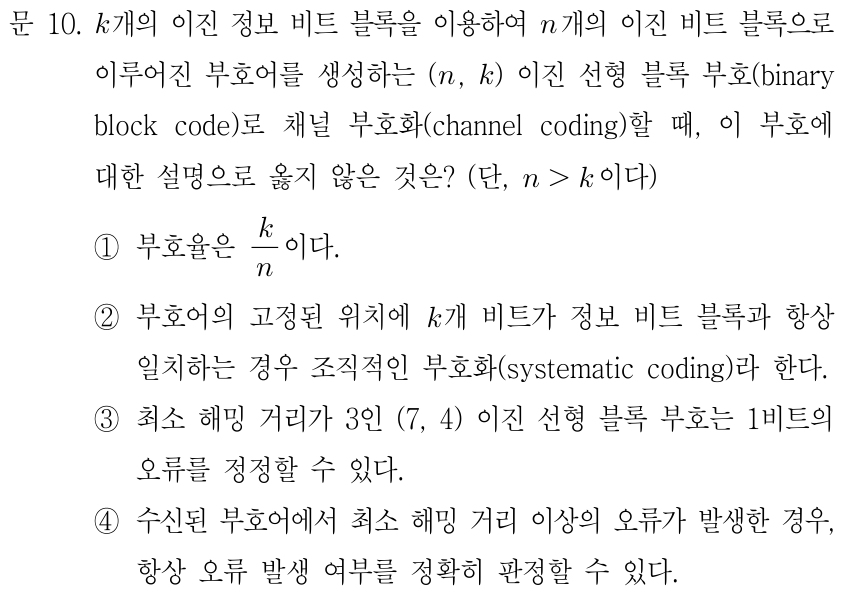 문 10. k개의 이진 정보 비트 블록을 이용하여 n개의 이진 비트 블록으로
이루어진 부호어를 생성하는 (n, k) 이진 선형 블록 부호(binary
block code)로 채널 부호화(channel coding)할 때, 이 부호에
대한 설명으로 옳지 않은 것은? (단, n > k이다)
① 부호율은 k/n이다.
② 부호어의 고정된 위치에 k개 비트가 정보 비트 블록과 항상
일치하는 경우 조직적인 부호화(systematic coding)라 한다.
③ 최소 해밍 거리가 3인 (7, 4) 이진 선형 블록 부호는 1비트의
오류를 정정할 수 있다.
④ 수신된 부호어에서 최소 해밍 거리 이상의 오류가 발생한 경우,
항상 오류 발생 여부를 정확히 판정할 수 있다.